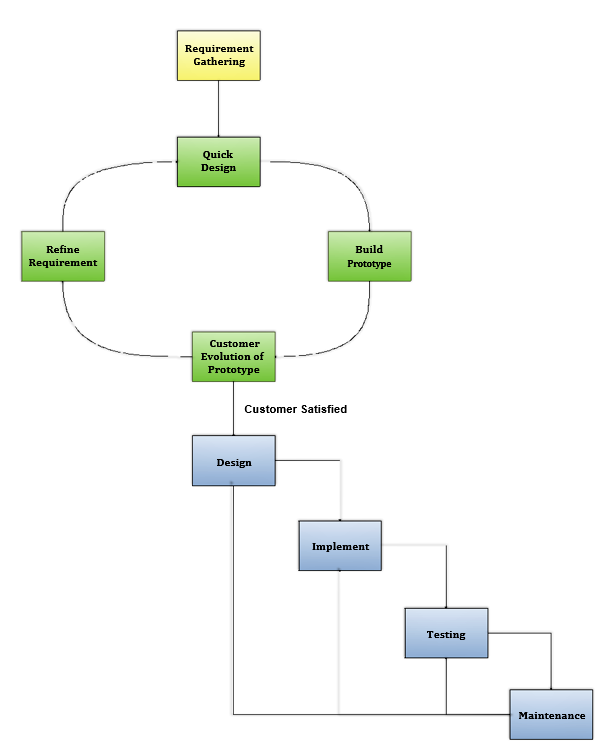 Requirement
Gathering
Quick
Design
Refine
Requirement
Build
Prototype
Customer
Evolution of
Prototype
Customer Satisfied
Design
Implement
Testing
Maintenance